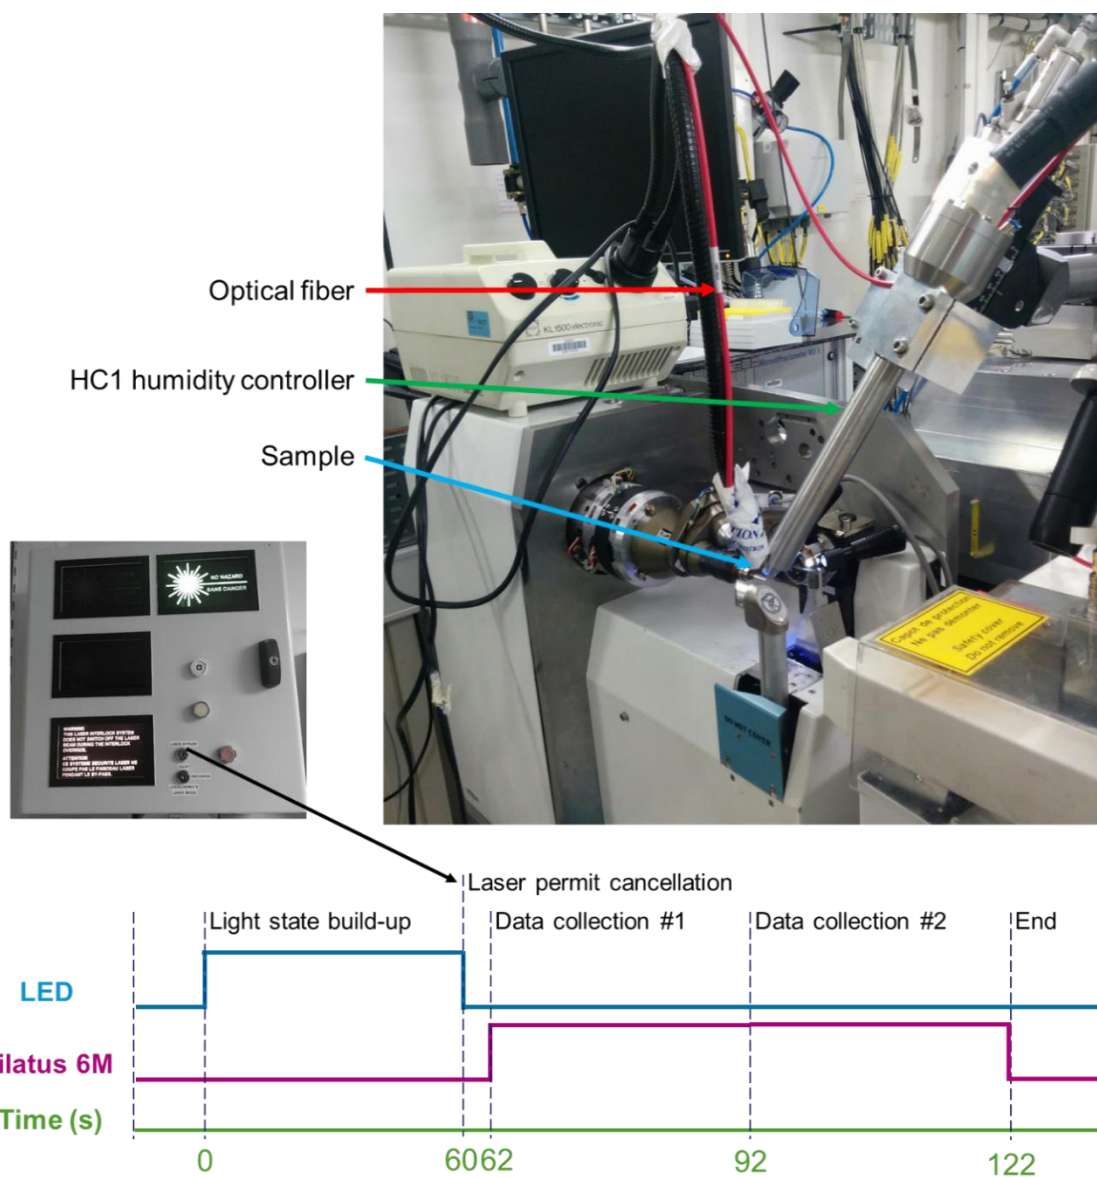 Optical fiber
KL 1500 electronic
HC1 humidity controller
Sample
NO HAZARD
SANS DANGER
Capot de protection
Ne pas démonter
Safety cover
Do not remove
DO NOT COVER
WARNING
THIS LASER INTERLOCK SYSTEM
DOES NOT SWITCH OFF THE LASER
BEAM DURING THE INTERLOCK
OVERRIDE.
ATTENTION
CE SYSTEME SECURITE LASER NE
COUPE PAS LE FAISCEAU LASER
PENDANT LE BY-PASS.
Laser permit cancellation
Light state build-up
Data collection #1
Data collection #2
End
LED
ilatus 6M
Time (s)
0
60 62
92
122